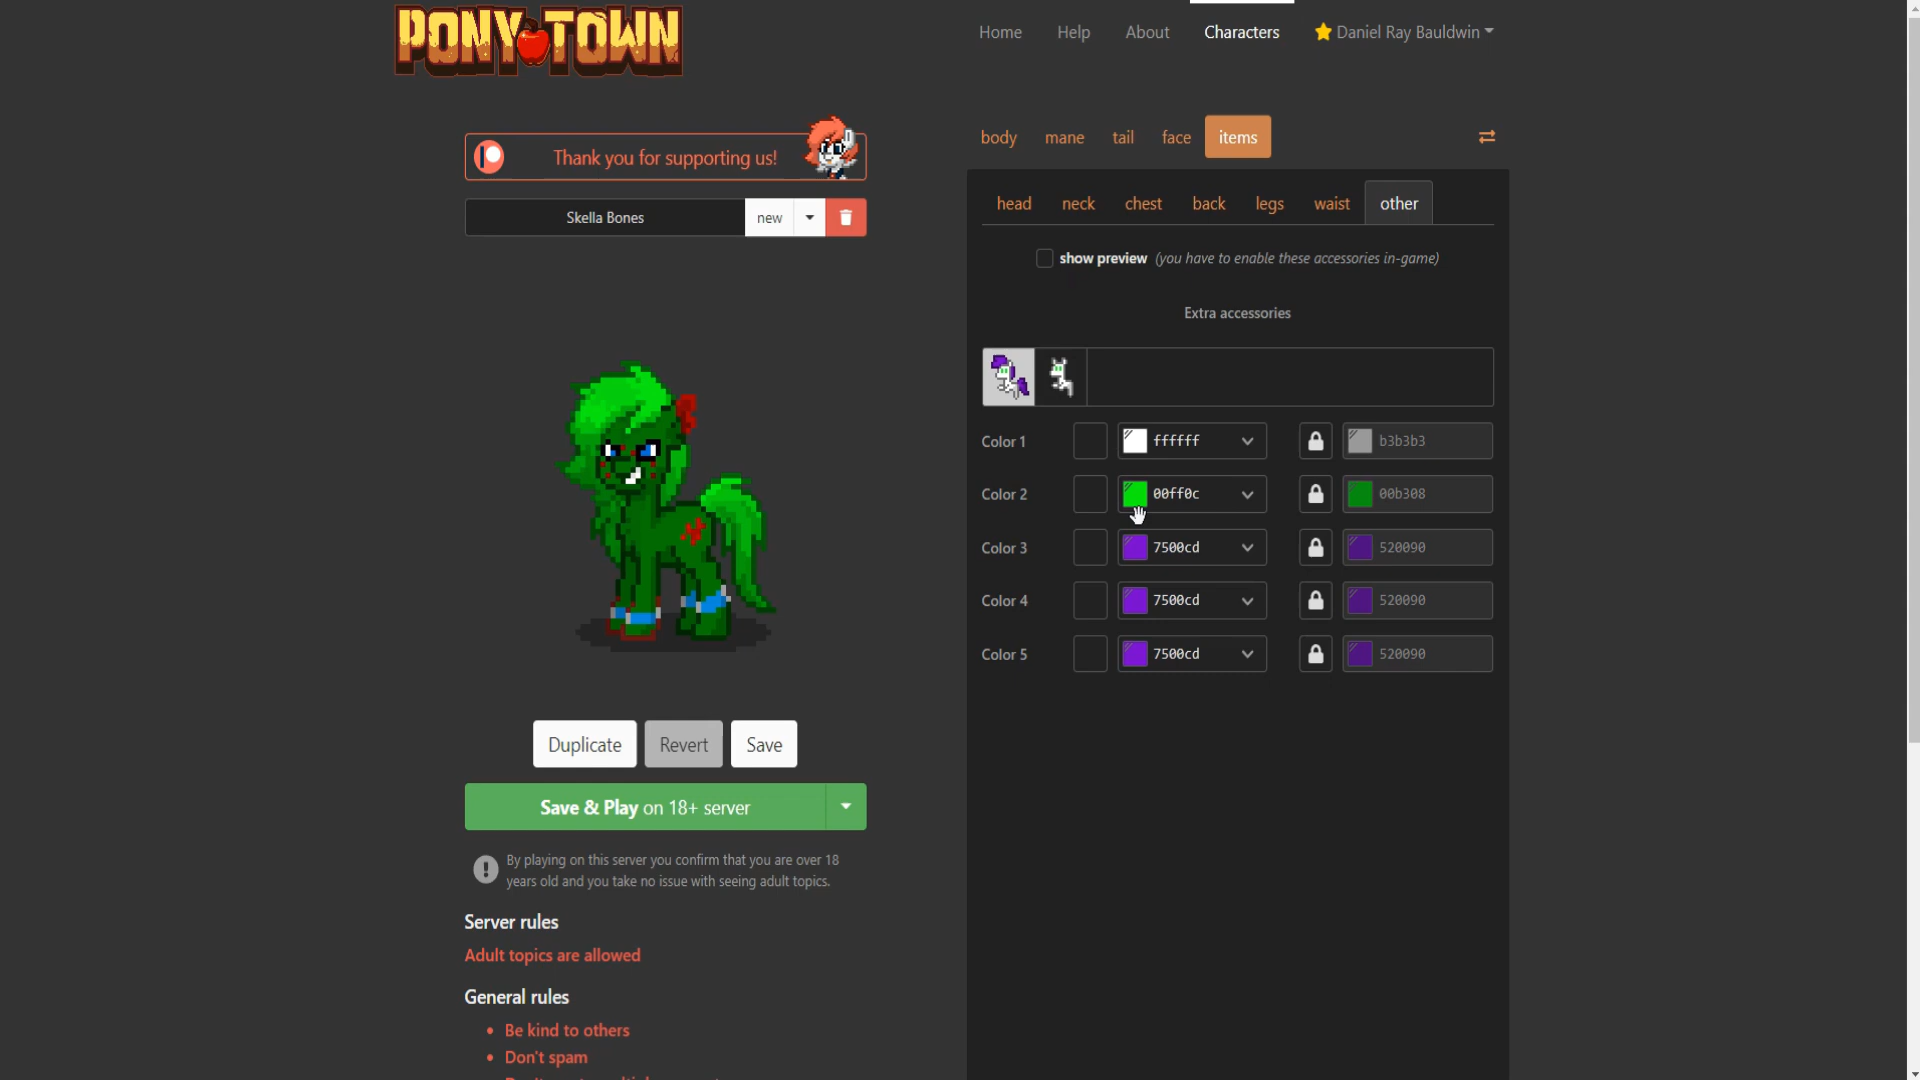 PONY TOWN
Home Help About Characters Daniel Ray Bauldwin
Thank you for supporting us!
Skella Bones new
body mane tail face items
head neck chest back legs waist other
show preview (you have to enable these accessories in-game)
Extra accessories
Color 1 ffffff b3b3b3
Color 2 00ff0c 00b308
Color 3 7500cd 520090
Color 4 7500cd 520090
Color 5 7500cd 520090
Duplicate Revert Save
Save & Play on 18+ server
By playing on this server you confirm that you are over 18
years old and you take no issue with seeing adult topics.
Server rules
Adult topics are allowed
General rules
Be kind to others
Don't spam